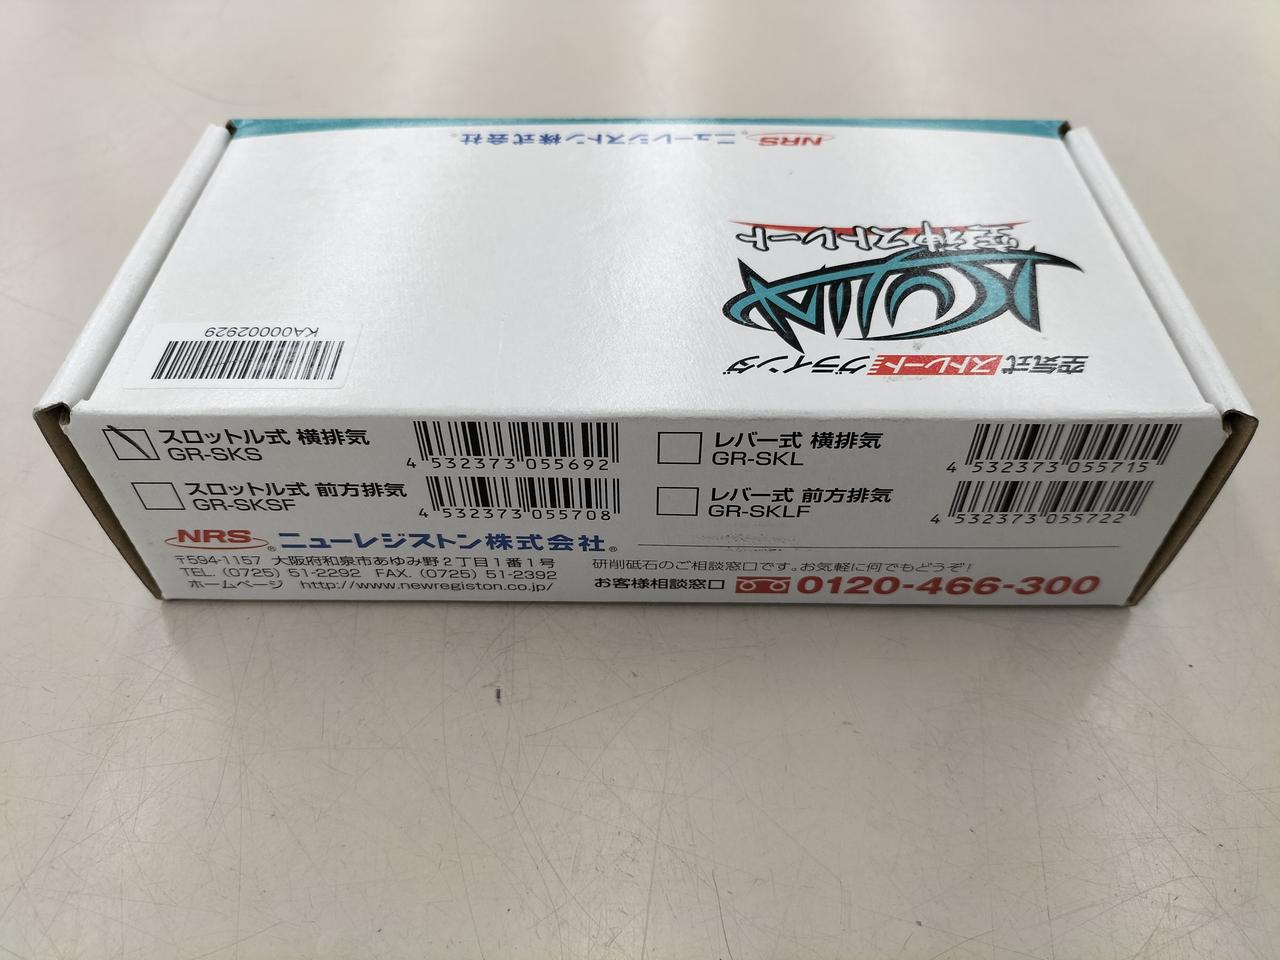 NRS ニューレジストン株式会社®
空神ストレート
KUJIN
空気式ストレートグラインダ
KA00002929
スロットル式 横排気
GR-SKS
4 532373 055692
レバー式 横排気
GR-SKL
4 532373 055715
スロットル式 前方排気
GR-SKSF
4 532373 055708
レバー式 前方排気
GR-SKLF
4 532373 055722
NRS® ニューレジストン株式会社®
〒594-1157 大阪府和泉市あゆみ野2丁目1番1号
TEL. (0725) 51-2292 FAX. (0725) 51-2392
ホームページ http://www.newregiston.co.jp/
研削砥石のご相談窓口です。お気軽に何でもどうぞ!
お客様相談窓口 0120-466-300